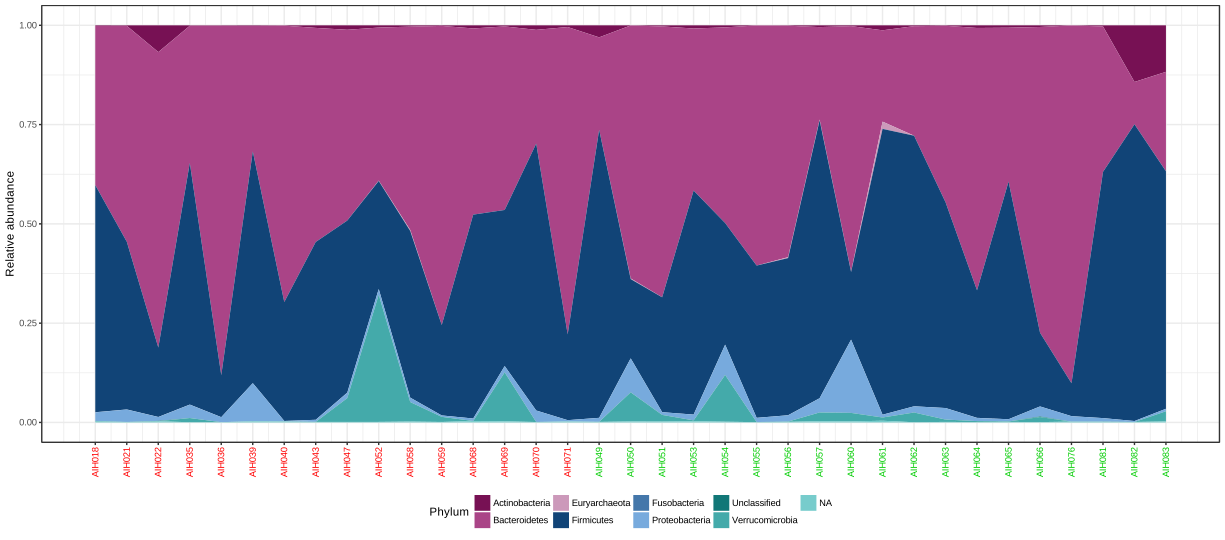 1.00
0.75
0.50
0.25
0.00
Relative abundance
AIH018 AIH021 AIH022 AIH035 AIH036 AIH039 AIH040 AIH043 AIH047 AIH052 AIH058 AIH059 AIH068 AIH069 AIH070 AIH071 AIH049 AIH050 AIH051 AIH053 AIH054 AIH055 AIH056 AIH057 AIH060 AIH061 AIH062 AIH063 AIH064 AIH065 AIH066 AIH076 AIH081 AIH082 AIH083
Phylum
Actinobacteria Euryarchaeota Fusobacteria Unclassified NA
Bacteroidetes Firmicutes Proteobacteria Verrucomicrobia